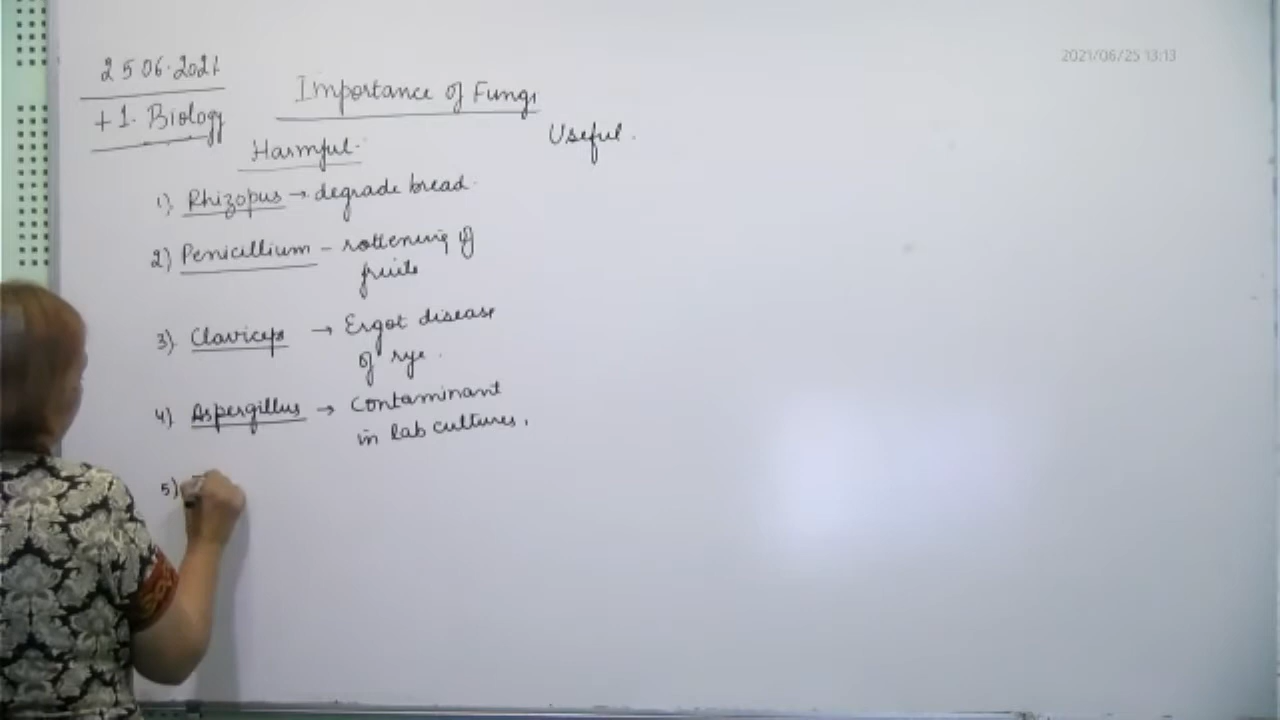 2021/06/25 13:13
25.06.2021
+1. Biology
Importance of Fungi
Harmful.
Useful.
1) Rhizopus → degrade bread.
2) Penicillium - rottening of
fruits
3) Claviceps → Ergot disease
of rye.
4) Aspergillus → Contaminant
in lab cultures.
5)